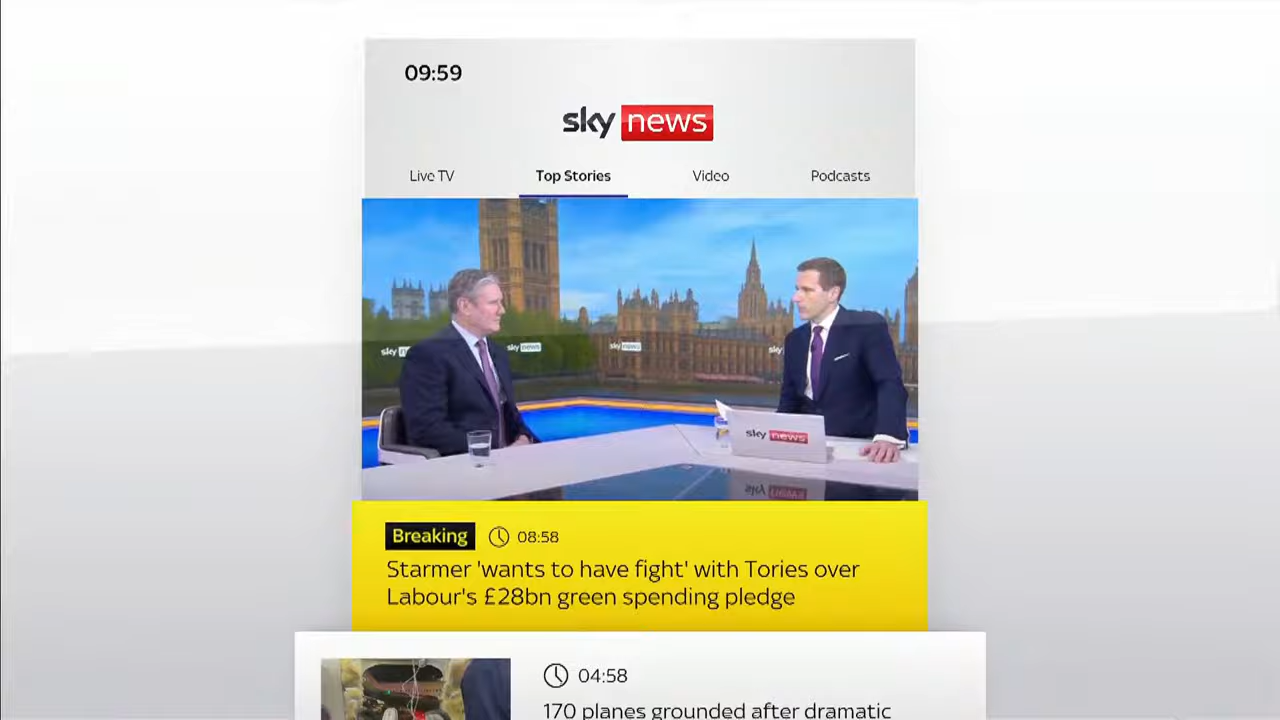 09:59
sky news
Live TV Top Stories Video Podcasts
sky
sky news
sky news
sky
sky news
Breaking 08:58
Starmer 'wants to have fight' with Tories over
Labour's £28bn green spending pledge
04:58
170 planes grounded after dramatic